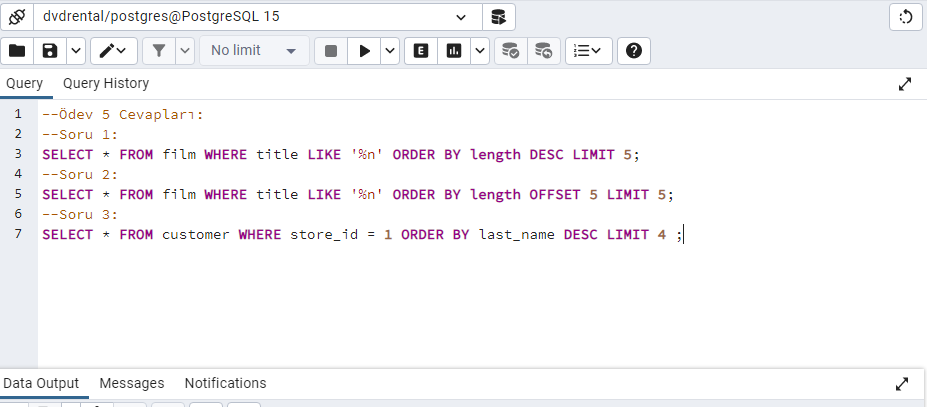 dvdrental/postgres@PostgreSQL 15
No limit
E
Query Query History
1 --Ödev 5 Cevapları:
2 --Soru 1:
3 SELECT * FROM film WHERE title LIKE '%n' ORDER BY length DESC LIMIT 5;
4 --Soru 2:
5 SELECT * FROM film WHERE title LIKE '%n' ORDER BY length OFFSET 5 LIMIT 5;
6 --Soru 3:
7 SELECT * FROM customer WHERE store_id = 1 ORDER BY last_name DESC LIMIT 4 ;
Data Output Messages Notifications